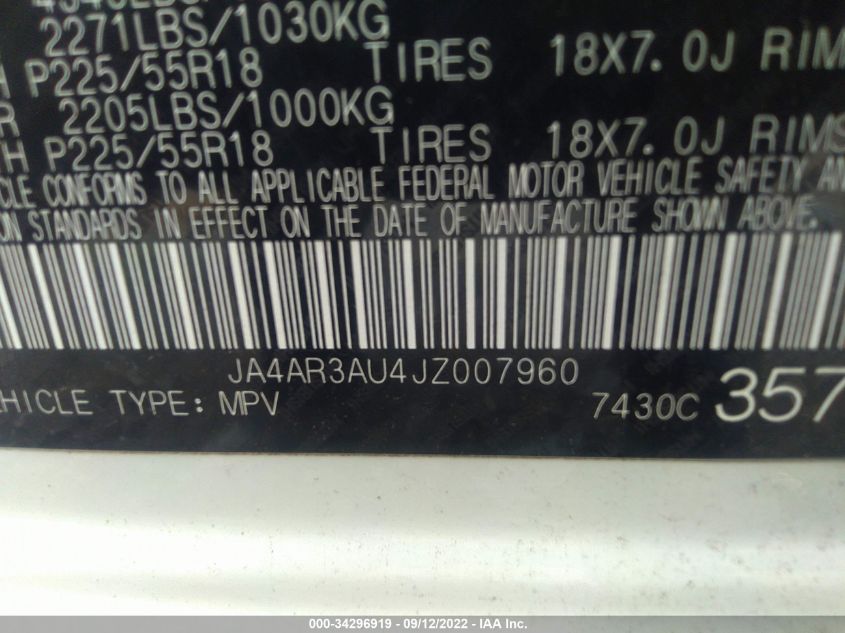 2271LBS/1030KG
P225/55R18 TIRES 18X7.0J RIM
2205LBS/1000KG
P225/55R18 TIRES 18X7.0J RIMS
CONFORMS TO ALL APPLICABLE FEDERAL MOTOR VEHICLE SAFETY AN
STANDARDS IN EFFECT ON THE DATE OF MANUFACTURE SHOWN ABOVE.
JA4AR3AU4JZ007960
EHICLE TYPE: MPV 7430C 357
000-34296919 - 09/12/2022 - IAA Inc.